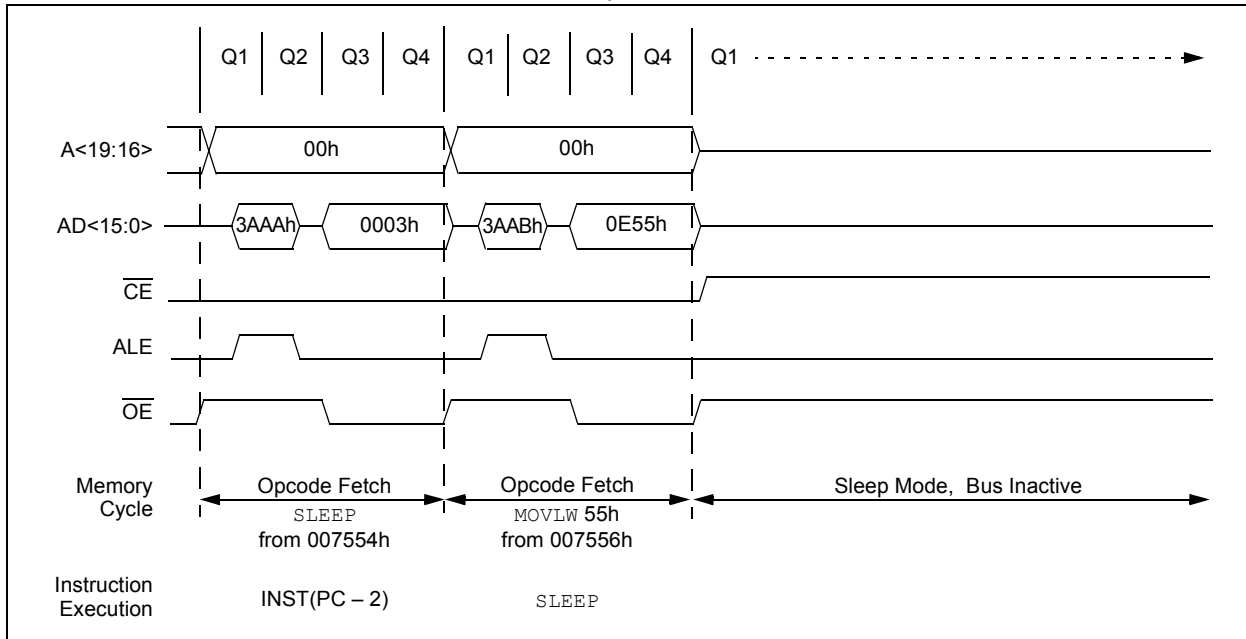 Q1 Q2 Q3 Q4 Q1 Q2 Q3 Q4 Q1
A<19:16> 00h 00h
AD<15:0> 3AAAh 0003h 3AABh 0E55h
CE
ALE
OE
Memory Cycle
Opcode Fetch
SLEEP
from 007554h
Opcode Fetch
MOVLW 55h
from 007556h
Sleep Mode, Bus Inactive
Instruction Execution
INST(PC – 2)
SLEEP